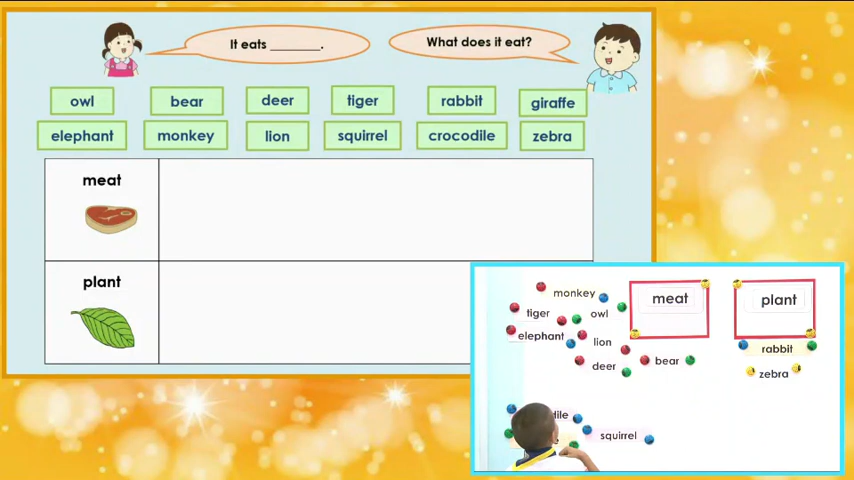 It eats _______.
What does it eat?
owl
bear
deer
tiger
rabbit
giraffe
elephant
monkey
lion
squirrel
crocodile
zebra
meat
plant
monkey
meat
plant
tiger
owl
elephant
lion
rabbit
deer
bear
zebra
squirrel